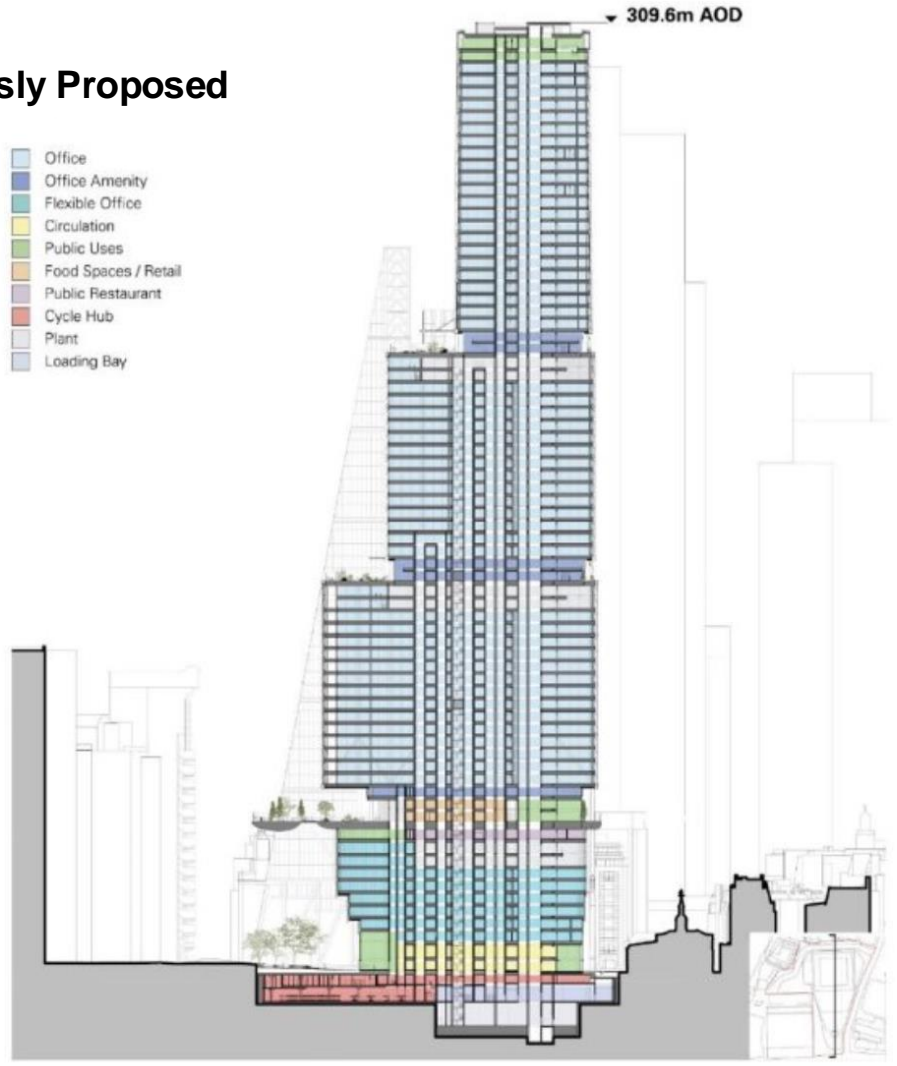 309.6m AOD
sly Proposed
Office
Office Amenity
Flexible Office
Circulation
Public Uses
Food Spaces / Retail
Public Restaurant
Cycle Hub
Plant
Loading Bay